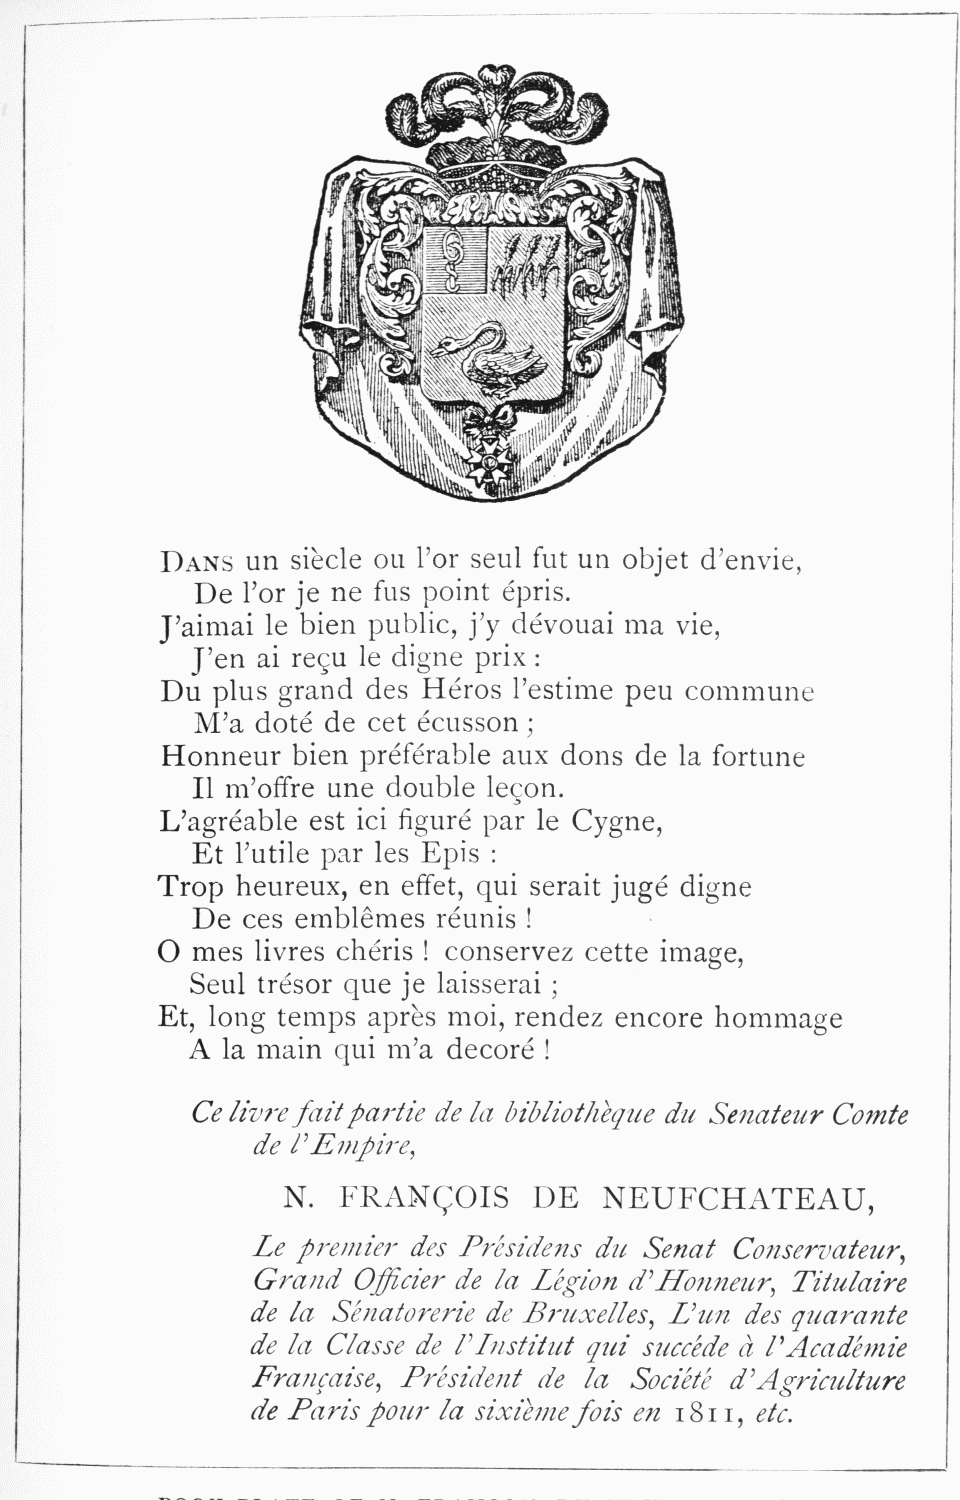 Dans un siècle ou l'or seul fut un objet d'envie,
De l'or je ne fus point épris.
J'aimai le bien public, j'y dévouai ma vie,
J'en ai reçu le digne prix :
Du plus grand des Héros l'estime peu commune
M'a doté de cet écusson ;
Honneur bien préférable aux dons de la fortune
Il m'offre une double leçon.
L'agréable est ici figuré par le Cygne,
Et l'utile par les Epis :
Trop heureux, en effet, qui serait jugé digne
De ces emblêmes réunis !
O mes livres chéris ! conservez cette image,
Seul trésor que je laisserai ;
Et, long temps après moi, rendez encore hommage
A la main qui m'a decoré !
Ce livre fait partie de la bibliothèque du Senateur Comte
de l'Empire,
N. FRANÇOIS DE NEUFCHATEAU,
Le premier des Présidens du Senat Conservateur,
Grand Officier de la Légion d'Honneur, Titulaire
de la Sénatorerie de Bruxelles, L'un des quarante
de la Classe de l'Institut qui succéde à l'Académie
Française, Président de la Société d'Agriculture
de Paris pour la sixième fois en 1811, etc.